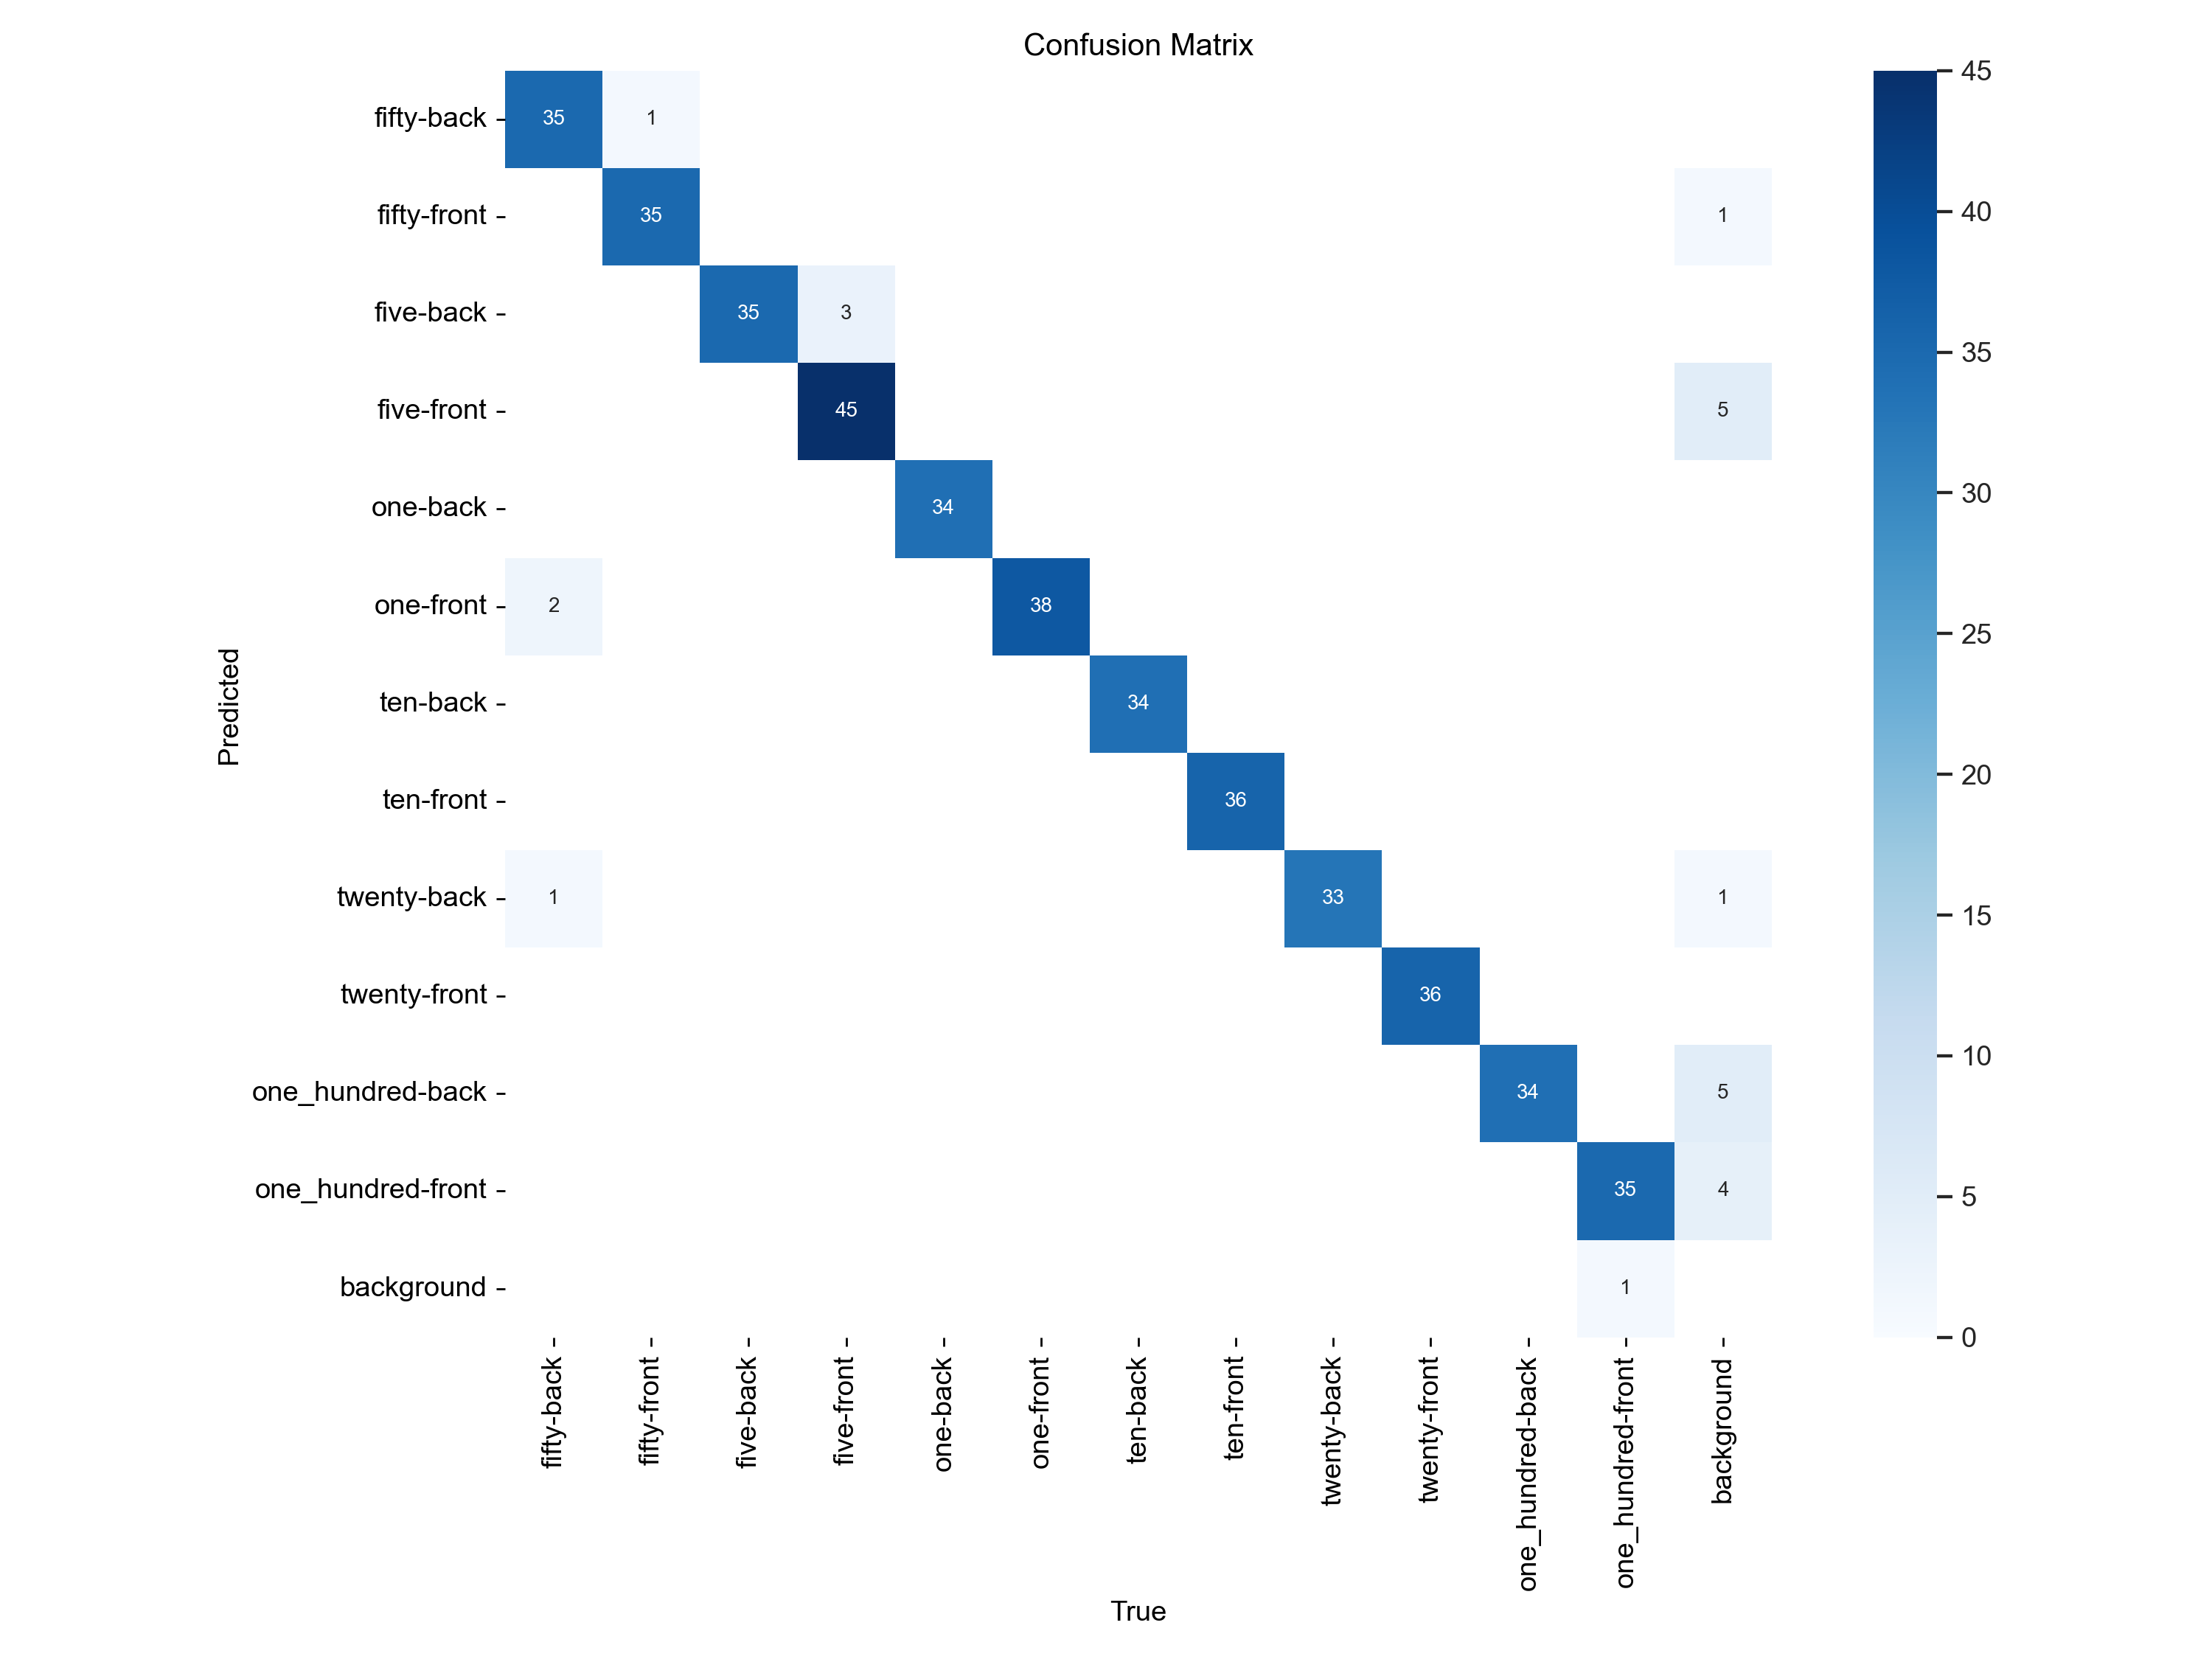 Confusion Matrix
fifty-back 35 1
fifty-front 35 1
five-back 35 3
five-front 45 5
one-back 34
one-front 2 38
ten-back 34
ten-front 36
twenty-back 1 33 1
twenty-front 36
one_hundred-back 34 5
one_hundred-front 35 4
background 1
Predicted
fifty-back
fifty-front
five-back
five-front
one-back
one-front
ten-back
ten-front
twenty-back
twenty-front
one_hundred-back
one_hundred-front
background
True
45
40
35
30
25
20
15
10
5
0